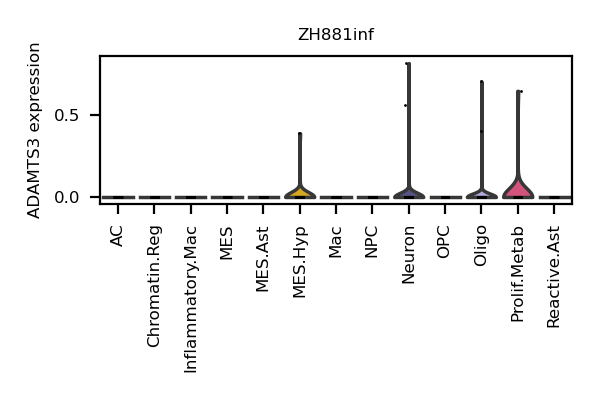 ZH881inf
ADAMTS3 expression
0.5
0.0
AC
Chromatin.Reg
Inflammatory.Mac
MES
MES.Ast
MES.Hyp
Mac
NPC
Neuron
OPC
Oligo
Prolif.Metab
Reactive.Ast